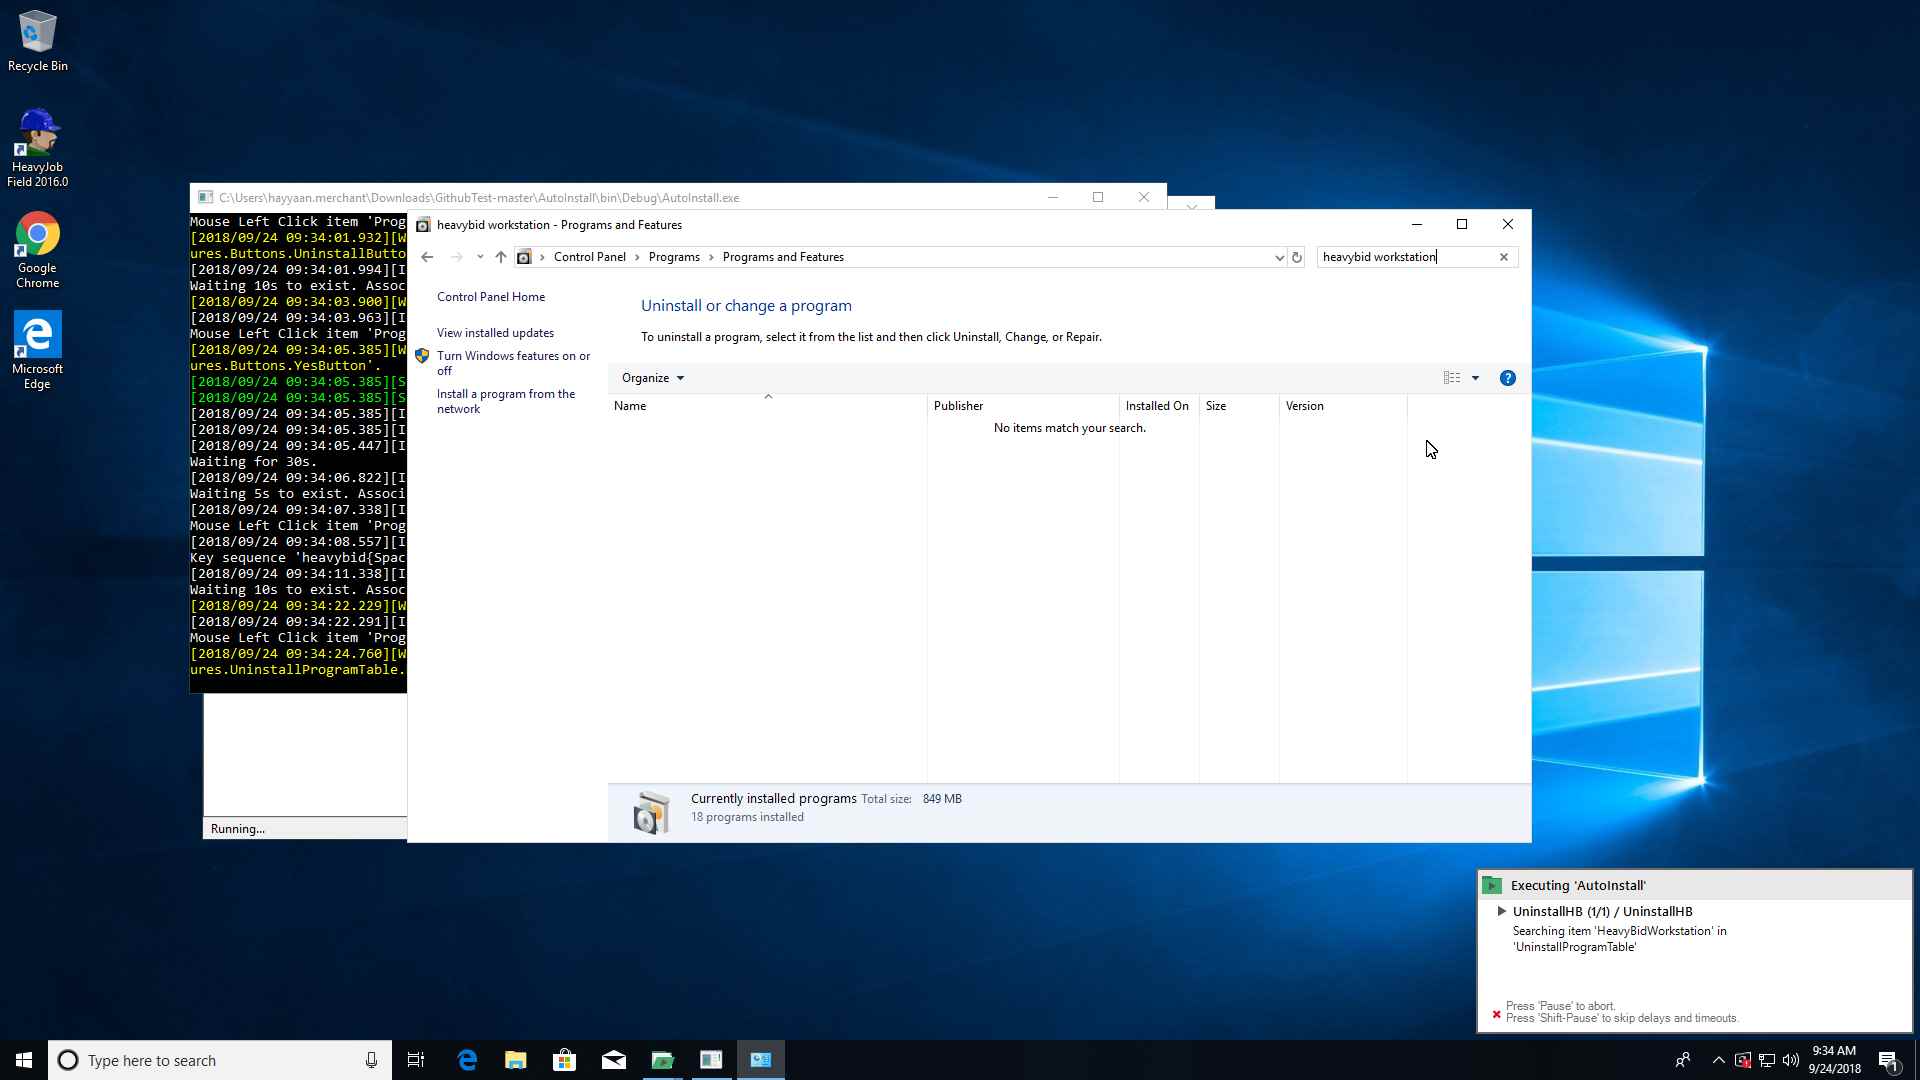 Recycle Bin
HeavyJob
Field 2016.0
Google
Chrome
Microsoft
Edge
C:\Users\hayyaan.merchant\Downloads\GithubTest-master\AutoInstall\bin\Debug\AutoInstall.exe
Mouse Left Click item 'Prog
[2018/09/24 09:34:01.932][W
ures.Buttons.UninstallButto
[2018/09/24 09:34:01.994][I
Waiting 10s to exist. Assoc
[2018/09/24 09:34:03.900][W
[2018/09/24 09:34:03.963][I
Mouse Left Click item 'Prog
[2018/09/24 09:34:05.385][W
ures.Buttons.YesButton'.
[2018/09/24 09:34:05.385][S
[2018/09/24 09:34:05.385][S
[2018/09/24 09:34:05.385][I
[2018/09/24 09:34:05.385][I
[2018/09/24 09:34:05.447][I
Waiting for 30s.
[2018/09/24 09:34:06.822][I
Waiting 5s to exist. Associ
[2018/09/24 09:34:07.338][I
Mouse Left Click item 'Prog
[2018/09/24 09:34:08.557][I
Key sequence 'heavybid{Spac
[2018/09/24 09:34:11.338][I
Waiting 10s to exist. Assoc
[2018/09/24 09:34:22.229][W
[2018/09/24 09:34:22.291][I
Mouse Left Click item 'Prog
[2018/09/24 09:34:24.760][W
ures.UninstallProgramTable.
Running...
heavybid workstation - Programs and Features
Control Panel > Programs > Programs and Features
heavybid workstation
Control Panel Home
View installed updates
Turn Windows features on or
off
Install a program from the
network
Uninstall or change a program
To uninstall a program, select it from the list and then click Uninstall, Change, or Repair.
Organize
Name Publisher Installed On Size Version
No items match your search.
Currently installed programs Total size: 849 MB
18 programs installed
Executing 'AutoInstall'
UninstallHB (1/1) / UninstallHB
Searching item 'HeavyBidWorkstation' in
'UninstallProgramTable'
Press 'Pause' to abort.
Press 'Shift-Pause' to skip delays and timeouts.
Type here to search
9:34 AM
9/24/2018
1